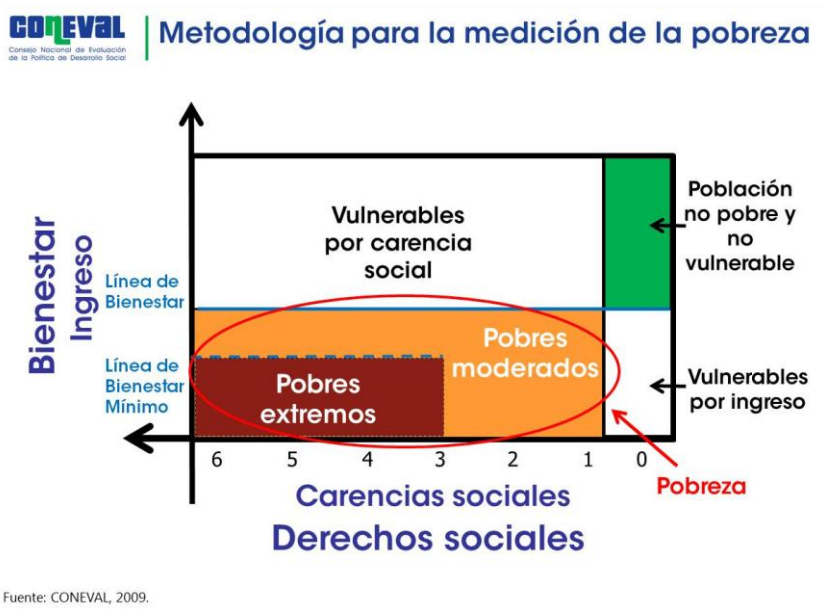 CONEVAL
Consejo Nacional de Evaluación
de la Política de Desarrollo Social
Metodología para la medición de la pobreza
Bienestar
Ingreso
Línea de
Bienestar
Línea de
Bienestar
Mínimo
Vulnerables
por carencia
social
Población
no pobre y
no
vulnerable
Pobres
moderados
Pobres
extremos
Vulnerables
por ingreso
Pobreza
6 5 4 3 2 1 0
Carencias sociales
Derechos sociales
Fuente: CONEVAL, 2009.